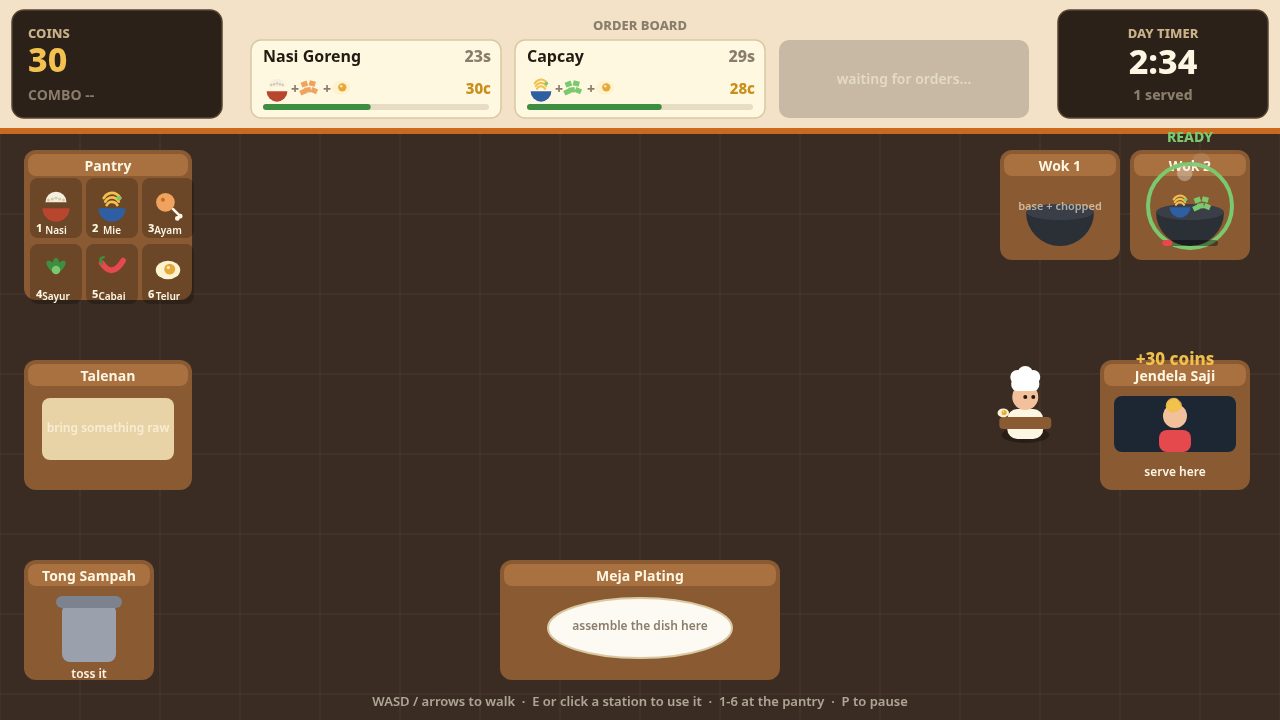 COINS
30
COMBO --
ORDER BOARD
Nasi Goreng 23s
+ + 30c
Capcay 29s
+ + 28c
waiting for orders...
DAY TIMER
2:34
1 served
READY
Pantry
1 Nasi
2 Mie
3 Ayam
4 Sayur
5 Cabai
6 Telur
Wok 1
base + chopped
Wok 2
Talenan
bring something raw
+30 coins
Jendela Saji
serve here
Tong Sampah
toss it
Meja Plating
assemble the dish here
WASD / arrows to walk · E or click a station to use it · 1-6 at the pantry · P to pause